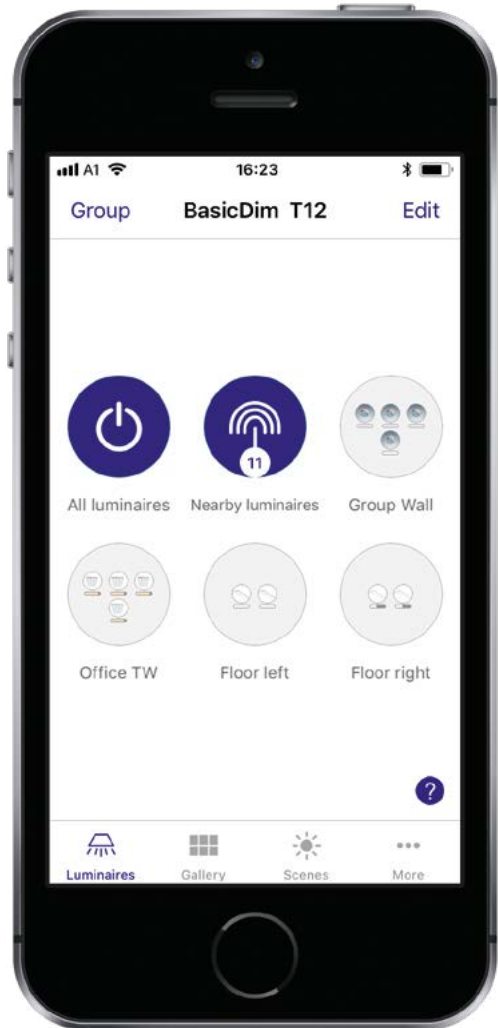 A1 16:23
Group BasicDim T12 Edit
11
All luminaires Nearby luminaires Group Wall
Office TW Floor left Floor right
?
Luminaires Gallery Scenes More